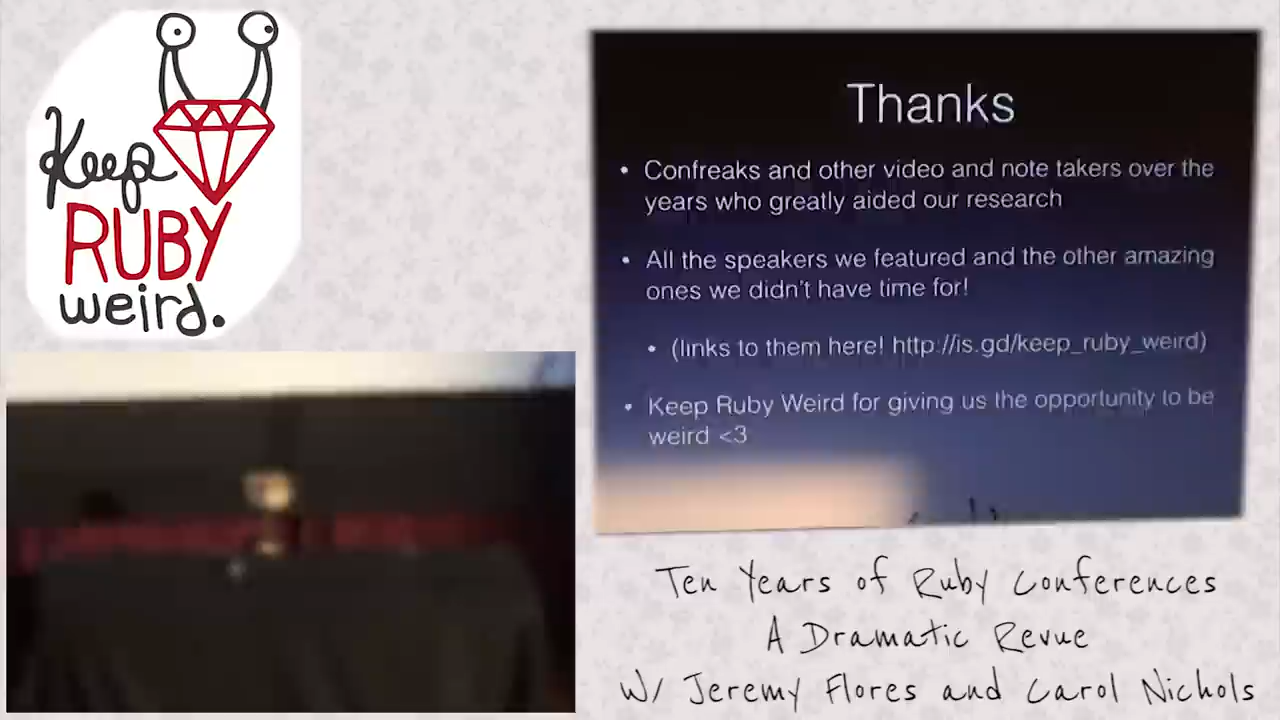 Keep
RUBY
weird.
Thanks
• Confreaks and other video and note takers over the
years who greatly aided our research
• All the speakers we featured and the other amazing
ones we didn't have time for!
• (links to them here! http://is.gd/keep_ruby_weird)
• Keep Ruby Weird for giving us the opportunity to be
weird <3
Ten Years of Ruby Conferences
A Dramatic Revue
W/ Jeremy Flores and Carol Nichols